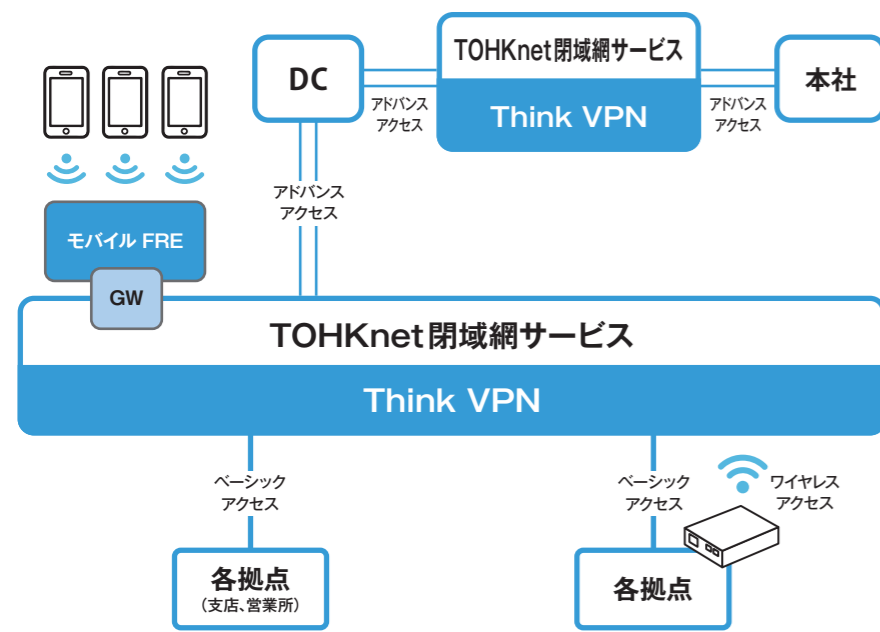 DC
TOHKnet閉域網サービス
Think VPN
本社
アドバンス
アクセス
アドバンス
アクセス
アドバンス
アクセス
モバイル FRE
GW
TOHKnet閉域網サービス
Think VPN
ベーシック
アクセス
ベーシック
アクセス
ワイヤレス
アクセス
各拠点
(支店、営業所)
各拠点